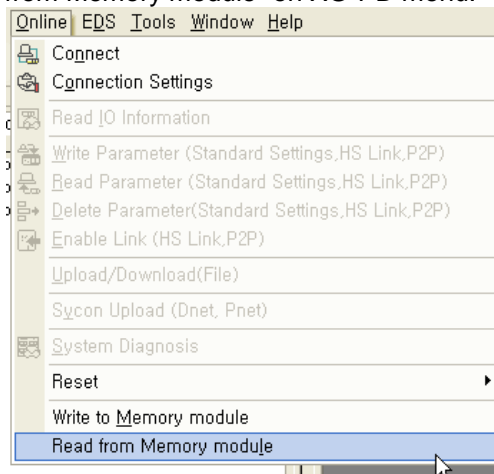 from Memory module" on XG-PD menu.
Online EDS Tools Window Help
Connect
Connection Settings
Read IO Information
Write Parameter (Standard Settings,HS Link,P2P)
Read Parameter (Standard Settings,HS Link,P2P)
Delete Parameter(Standard Settings,HS Link,P2P)
Enable Link (HS Link,P2P)
Upload/Download(File)
Sycon Upload (Dnet, Pnet)
System Diagnosis
Reset
Write to Memory module
Read from Memory module